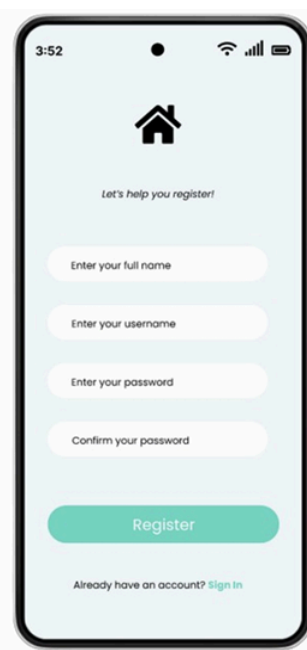 3:52
Let's help you register!
Enter your full name
Enter your username
Enter your password
Confirm your password
Register
Already have an account? Sign In